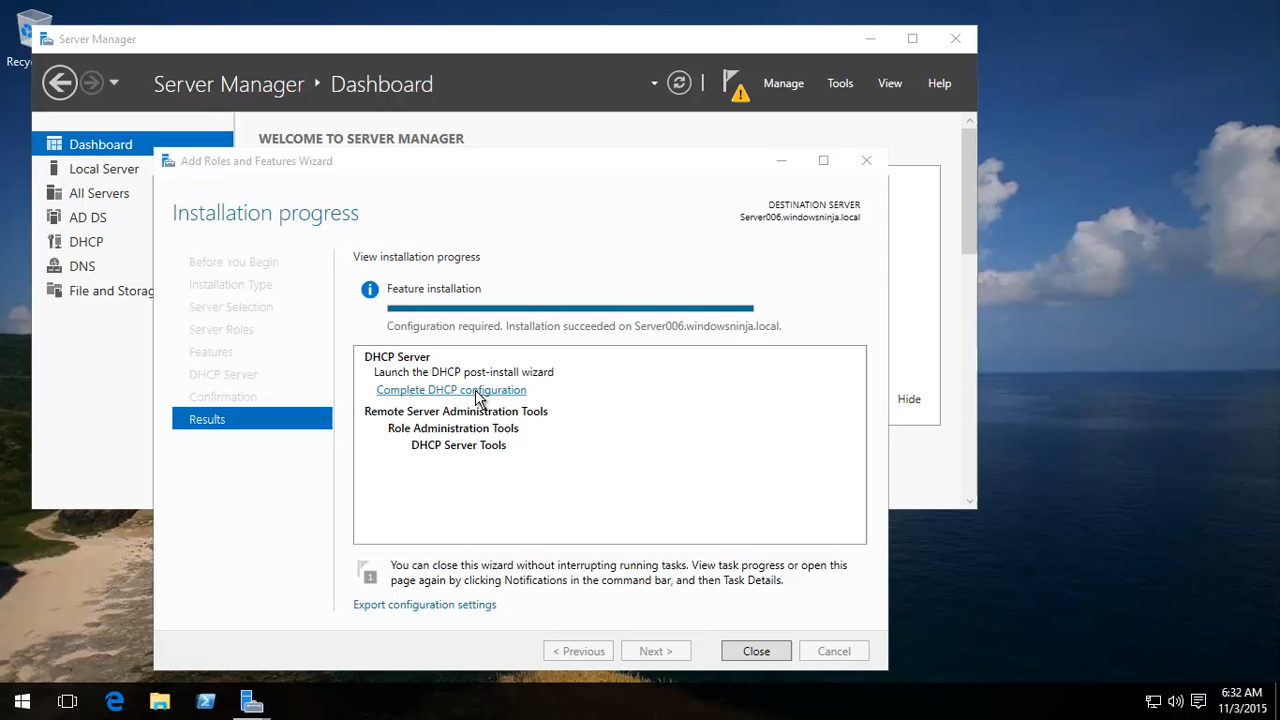 Recyc
Server Manager
Server Manager
Dashboard
Manage
Tools
View
Help
Dashboard
Local Server
All Servers
AD DS
DHCP
DNS
File and Storag
WELCOME TO SERVER MANAGER
Hide
Add Roles and Features Wizard
Installation progress
DESTINATION SERVER
Server006.windowsninja.local
Before You Begin
Installation Type
Server Selection
Server Roles
Features
DHCP Server
Confirmation
Results
View installation progress
Feature installation
Configuration required. Installation succeeded on Server006.windowsninja.local.
DHCP Server
Launch the DHCP post-install wizard
Complete DHCP configuration
Remote Server Administration Tools
Role Administration Tools
DHCP Server Tools
1
You can close this wizard without interrupting running tasks. View task progress or open this
page again by clicking Notifications in the command bar, and then Task Details.
Export configuration settings
< Previous
Next >
Close
Cancel
6:32 AM
11/3/2015